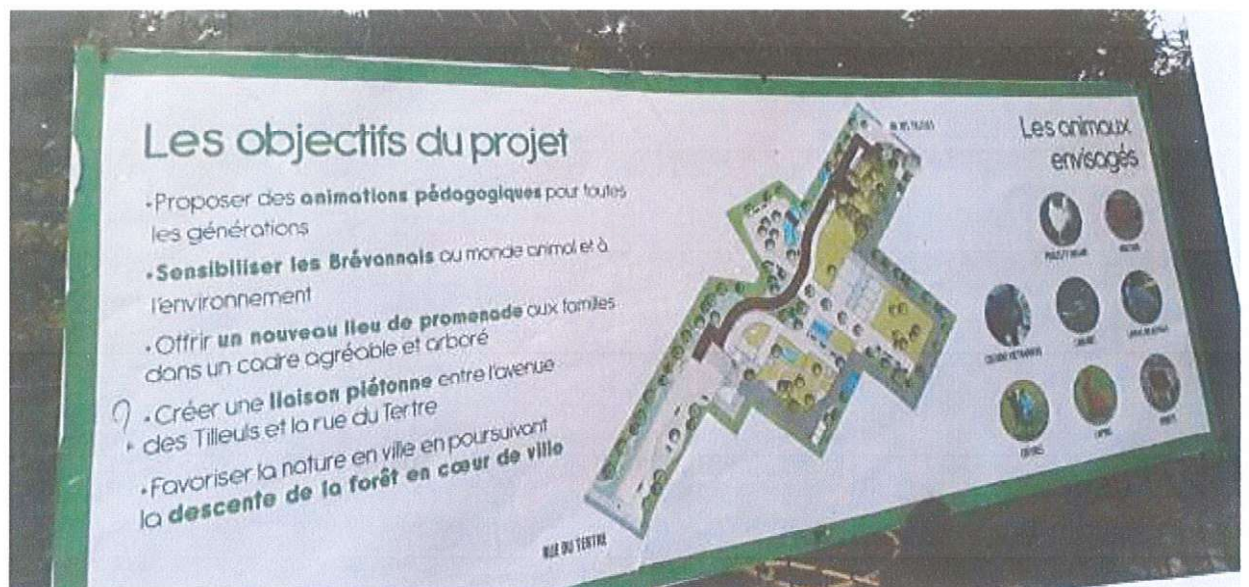 Les objectifs du projet
•Proposer des animations pédagogiques pour toutes
les générations
•Sensibiliser les Brévannais au monde animal et à
l'environnement
•Offrir un nouveau lieu de promenade aux familles
dans un cadre agréable et arboré
•Créer une liaison piétonne entre l'avenue
des Tilleuls et la rue du Tertre
•Favoriser la nature en ville en poursuivant
la descente de la forêt en cœur de ville
RUE DU TERTRE
Les animaux
envisagés